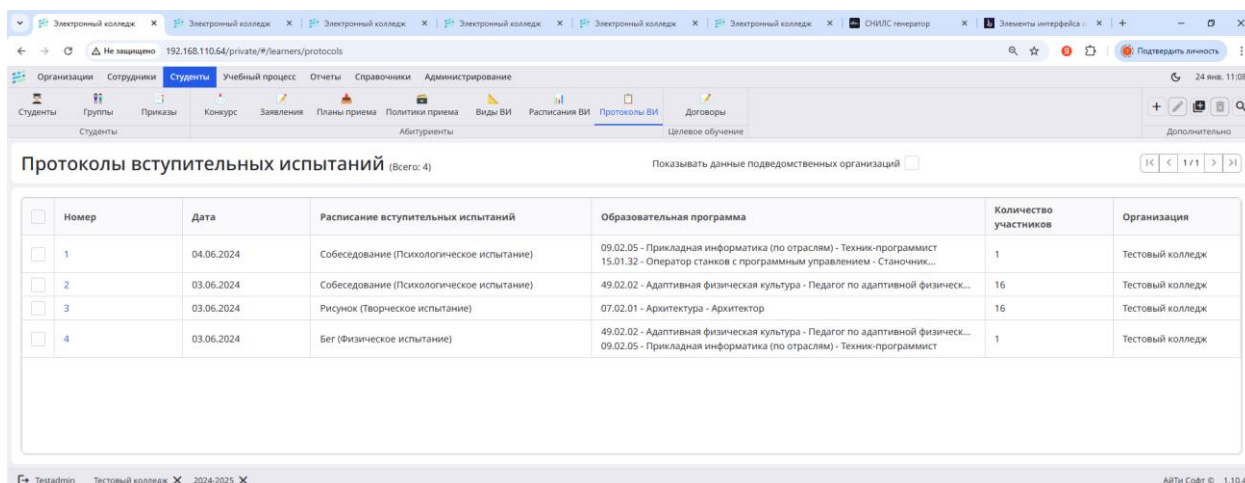 Электронный колледж Электронный колледж Электронный колледж Электронный колледж Электронный колледж Электронный колледж СНИЛС генератор Элементы интерфейса с
Не защищено 192.168.110.64/private/#/learners/protocols Подтвердить личность
Организации Сотрудники Студенты Учебный процесс Отчеты Справочники Администрирование 24 янв. 11:08
Студенты Группы Приказы Конкурс Заявления Планы приема Политики приема Виды ВИ Расписания ВИ Протоколы ВИ Договоры
Студенты Абитуриенты Целевое обучение Дополнительно
Протоколы вступительных испытаний (Всего: 4) Показывать данные подведомственных организаций 1/1
Номер Дата Расписание вступительных испытаний Образовательная программа Количество участников Организация
1 04.06.2024 Собеседование (Психологическое испытание) 09.02.05 - Прикладная информатика (по отраслям) - Техник-программист 1 Тестовый колледж
15.01.32 - Оператор станков с программным управлением - Станочник...
2 03.06.2024 Собеседование (Психологическое испытание) 49.02.02 - Адаптивная физическая культура - Педагог по адаптивной физическ... 16 Тестовый колледж
3 03.06.2024 Рисунок (Творческое испытание) 07.02.01 - Архитектура - Архитектор 16 Тестовый колледж
4 03.06.2024 Бег (Физическое испытание) 49.02.02 - Адаптивная физическая культура - Педагог по адаптивной физическ... 1 Тестовый колледж
09.02.05 - Прикладная информатика (по отраслям) - Техник-программист
Testadmin Тестовый колледж 2024-2025 АйТи Софт © 1.10.4